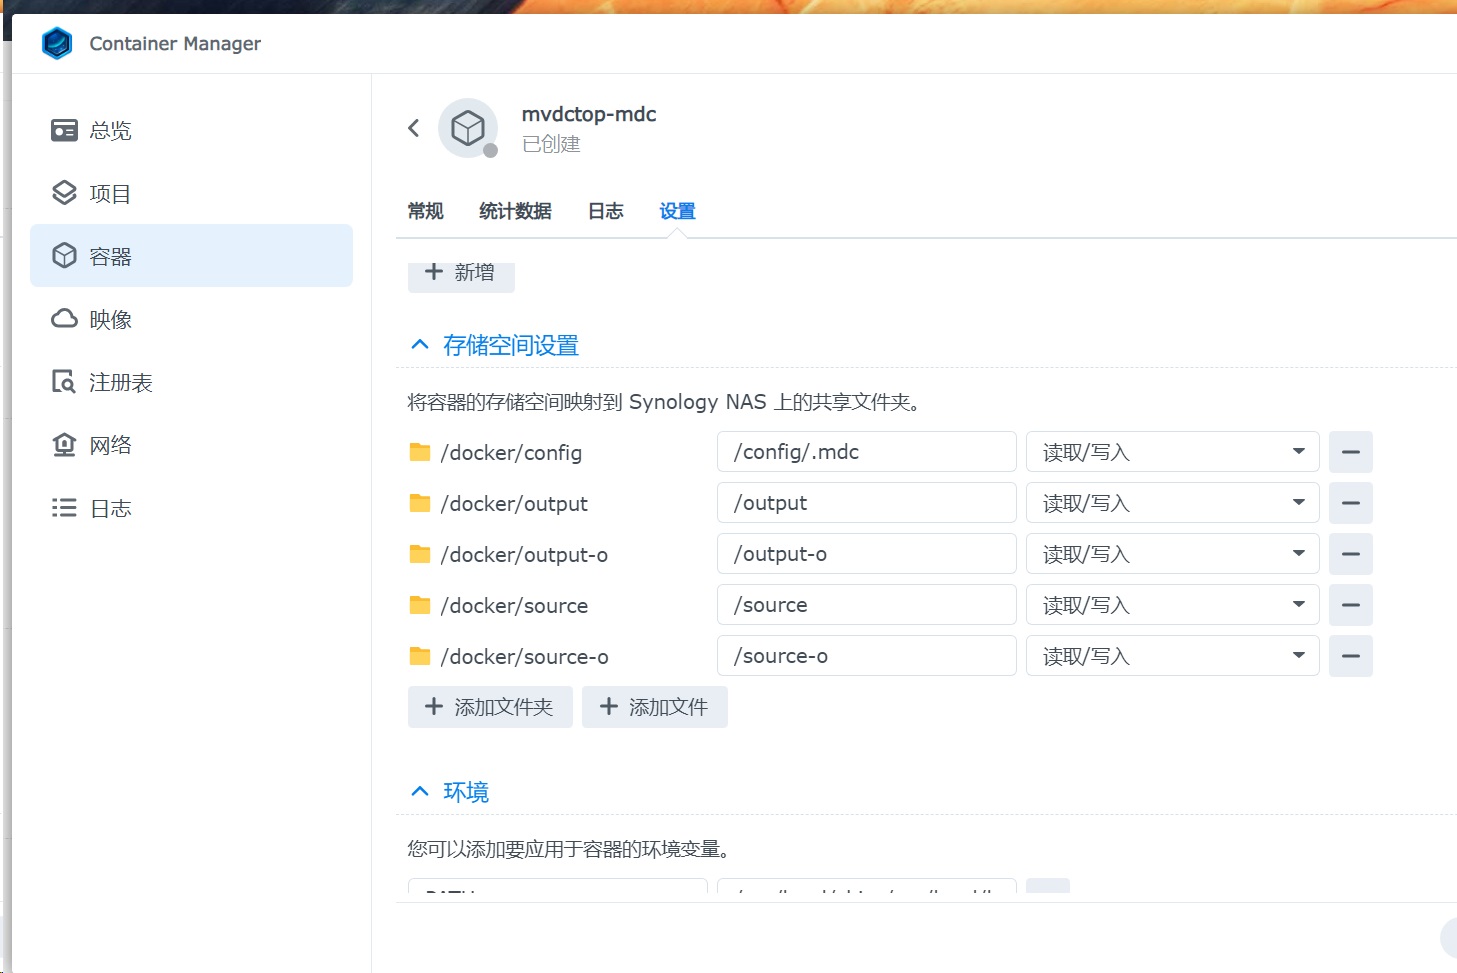 Container Manager
总览
项目
容器
映像
注册表
网络
日志
mvdctop-mdc
已创建
常规 统计数据 日志 设置
新增
存储空间设置
将容器的存储空间映射到 Synology NAS 上的共享文件夹。
/docker/config /config/.mdc 读取/写入
/docker/output /output 读取/写入
/docker/output-o /output-o 读取/写入
/docker/source /source 读取/写入
/docker/source-o /source-o 读取/写入
添加文件夹 添加文件
环境
您可以添加要应用于容器的环境变量。
PATH